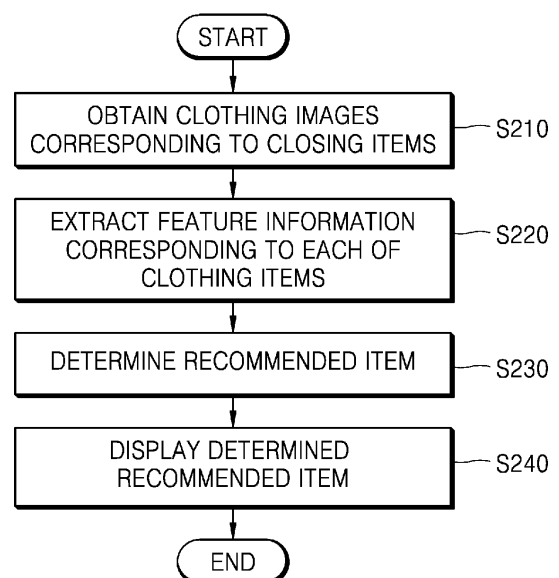 START
OBTAIN CLOTHING IMAGES
CORRESPONDING TO CLOSING ITEMS
S210
EXTRACT FEATURE INFORMATION
CORRESPONDING TO EACH OF
CLOTHING ITEMS
S220
DETERMINE RECOMMENDED ITEM
S230
DISPLAY DETERMINED
RECOMMENDED ITEM
S240
END